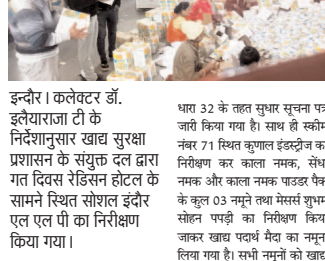 इन्दौर। कलेक्टर डॉ.
इलैयाराजा टी के
निर्देशानुसार खाद्य सुरक्षा
प्रशासन के संयुक्त दल द्वारा
गत दिवस रेडिसन होटल के
सामने स्थित सोशल इंदौर
एल एल पी का निरीक्षण
किया गया।
धारा 32 के तहत सुधार सूचना पत्र
जारी किया गया है। साथ ही स्कीम
नंबर 71 स्थित कुणाल इंडस्ट्रीज का
निरीक्षण कर काला नमक, सेंधा
नमक और काला नमक पाउडर पैक
के कुल 03 नमूने तथा मेसर्स शुभम
सोहन पपड़ी का निरीक्षण किया
जाकर खाद्य पदार्थ मैदा का नमूना
लिया गया है। सभी नमूनों को खाद्य